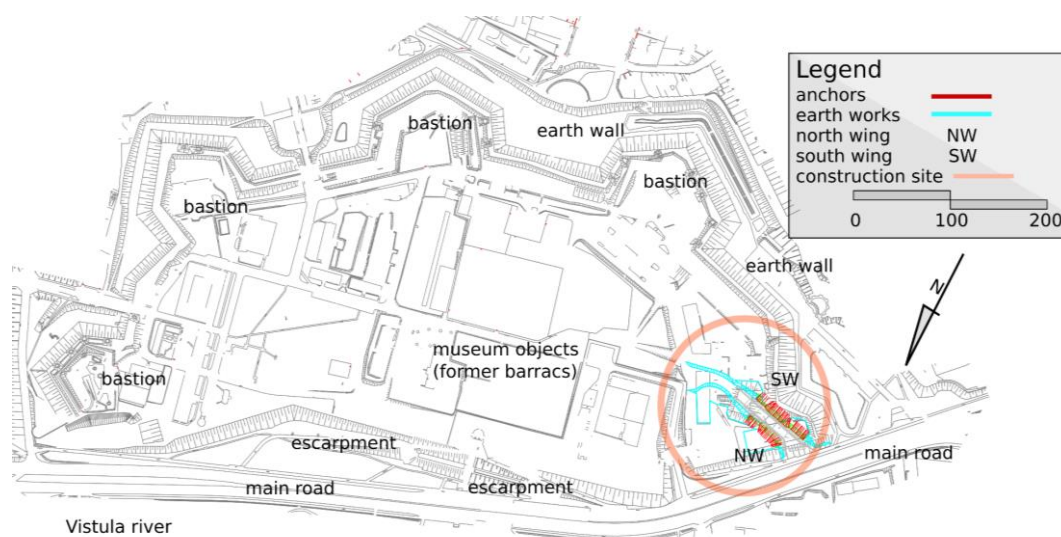 Legend
anchors
earth works
north wing NW
south wing SW
construction site
0 100 200
N
bastion
earth wall
bastion
bastion
earth wall
museum objects
(former barracs)
bastion
SW
NW
escarpment
main road
main road
escarpment
Vistula river